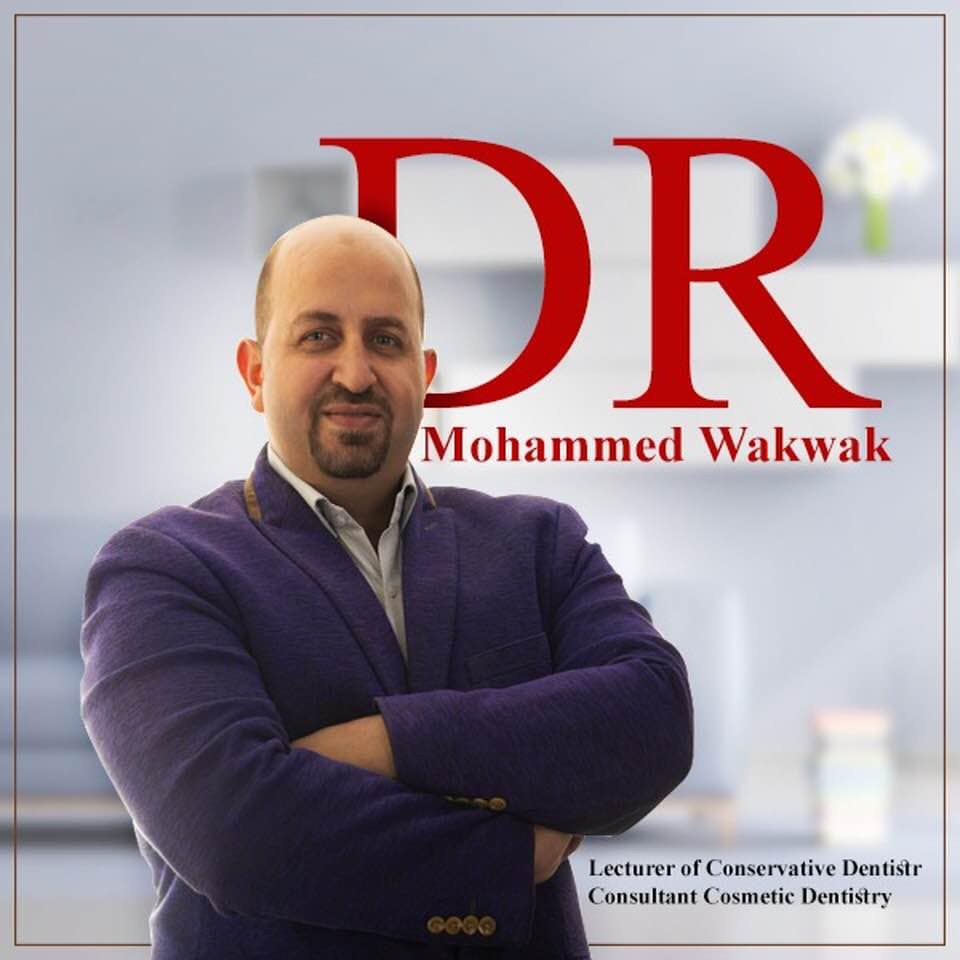 DR
Mohammed Wakwak
Lecturer of Conservative Dentistr
Consultant Cosmetic Dentistry